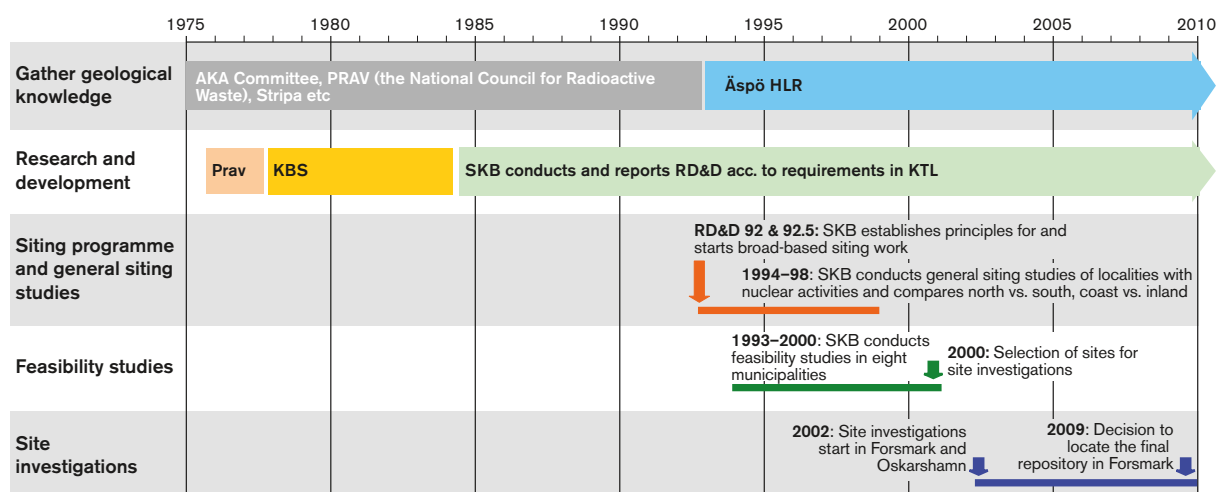 1975 1980 1985 1990 1995 2000 2005 2010
Gather geological
knowledge
AKA Committee, PRAV (the National Council for Radioactive
Waste), Stripa etc
Äspö HLR
Research and
development
Prav
KBS
SKB conducts and reports RD&D acc. to requirements in KTL
Siting programme
and general siting
studies
RD&D 92 & 92.5: SKB establishes principles for and
starts broad-based siting work
1994–98: SKB conducts general siting studies of localities with
nuclear activities and compares north vs. south, coast vs. inland
Feasibility studies
1993–2000: SKB conducts
feasibility studies in eight
municipalities
2000: Selection of sites for
site investigations
Site
investigations
2002: Site investigations
start in Forsmark and
Oskarshamn
2009: Decision to
locate the final
repository in Forsmark